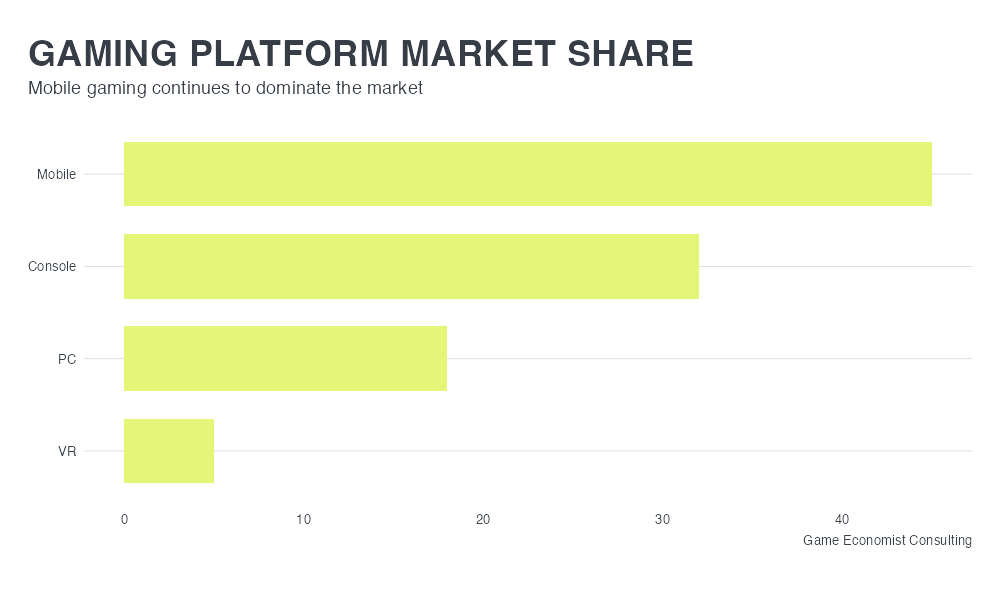 GAMING PLATFORM MARKET SHARE
Mobile gaming continues to dominate the market
Mobile
Console
PC
VR
0 10 20 30 40
Game Economist Consulting